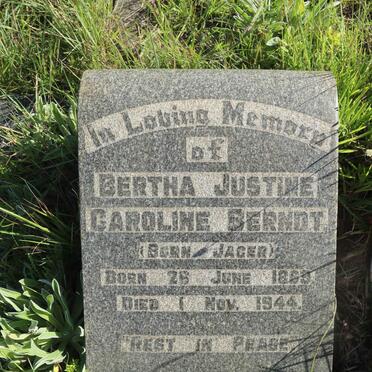 In Loving Memory
of
BERTHA JUSTINE
CAROLINE BERNDT
(BORN JAGER)
BORN 26 JUNE
DIED 1 NOV. 1944
REST IN PEACE